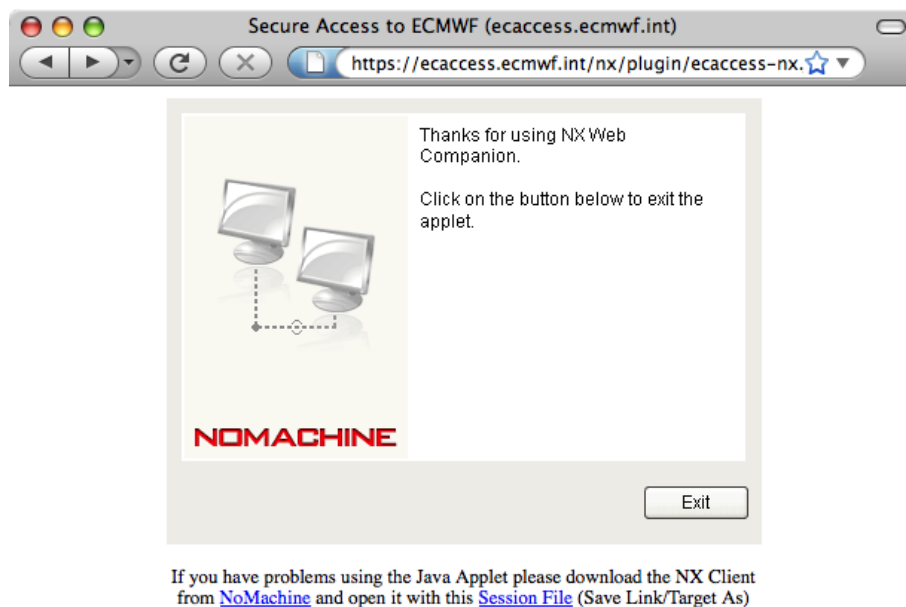 Secure Access to ECMWF (ecaccess.ecmwf.int)
https://ecaccess.ecmwf.int/nx/plugin/ecaccess-nx.
Thanks for using NX Web
Companion.
Click on the button below to exit the
applet.
NOMACHINE
Exit
If you have problems using the Java Applet please download the NX Client
from NoMachine and open it with this Session File (Save Link/Target As)